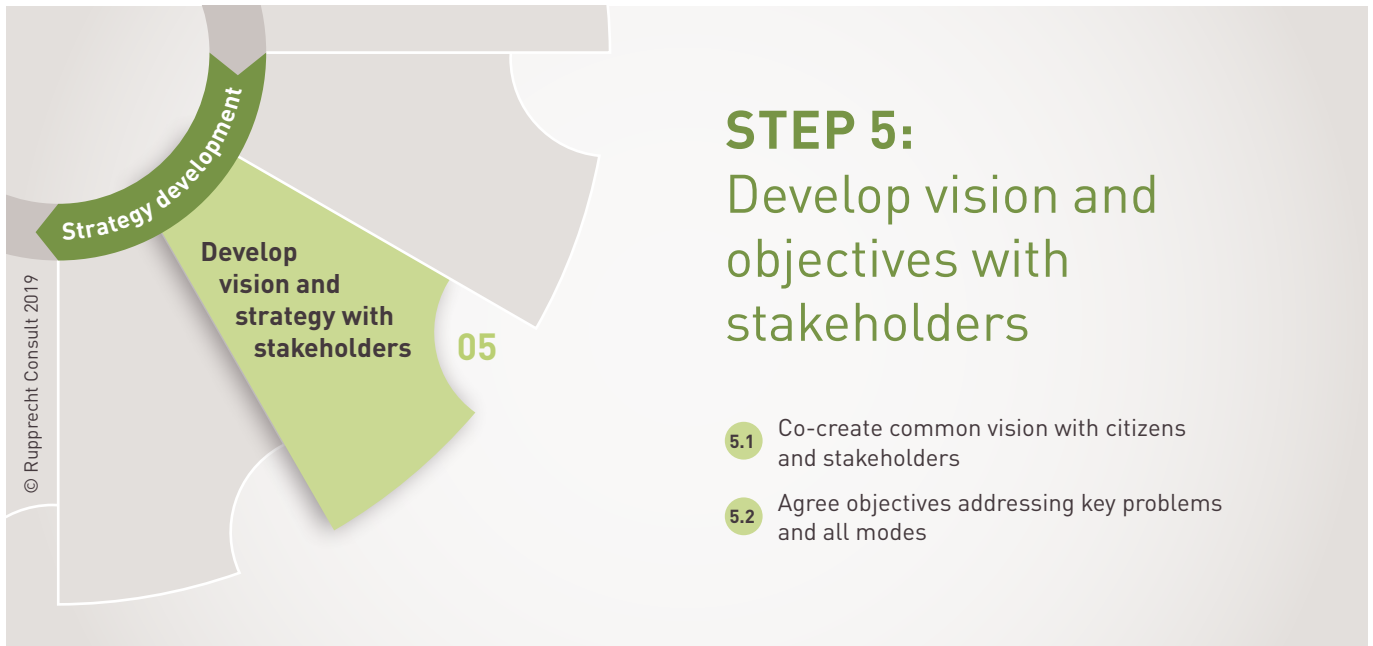 Strategy development
Develop
vision and
strategy with
stakeholders
05
© Rupprecht Consult 2019
STEP 5:
Develop vision and
objectives with
stakeholders
5.1 Co-create common vision with citizens
and stakeholders
5.2 Agree objectives addressing key problems
and all modes